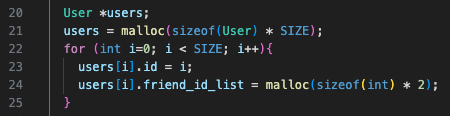 20 User *users;
21 users = malloc(sizeof(User) * SIZE);
22 for (int i=0; i < SIZE; i++){
23 users[i].id = i;
24 users[i].friend_id_list = malloc(sizeof(int) * 2);
25 }